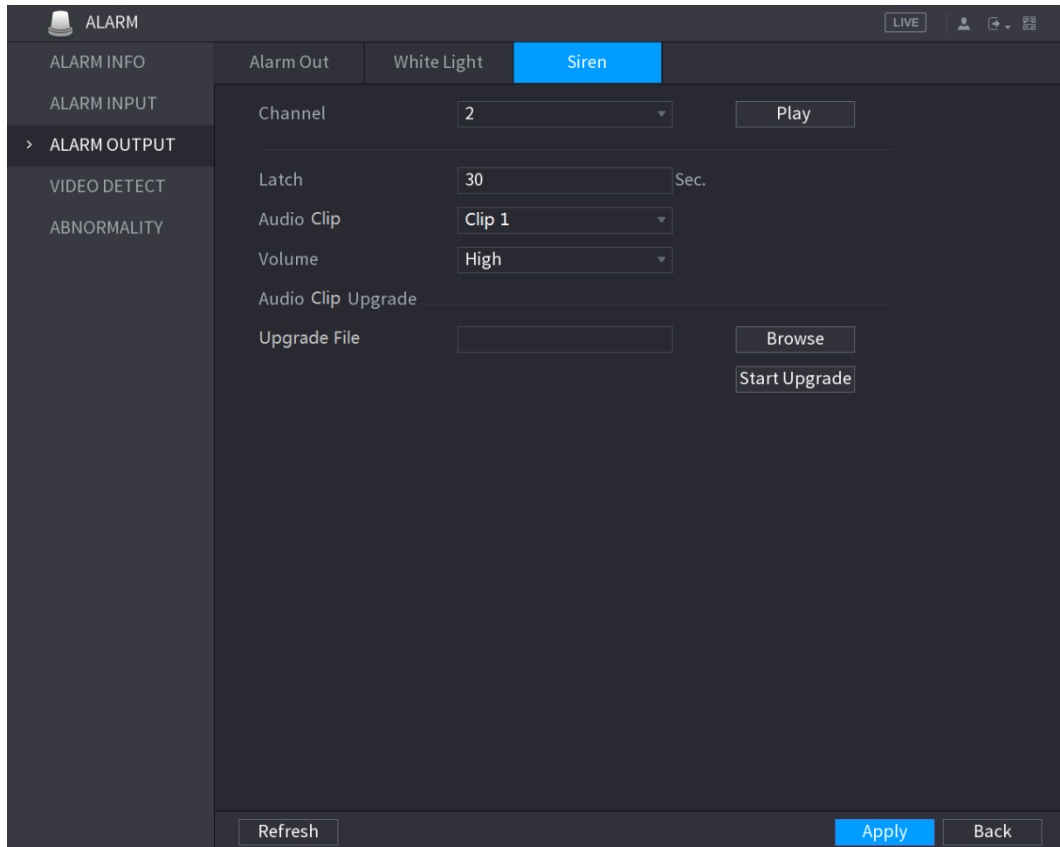 ALARM LIVE
ALARM INFO
ALARM INPUT
> ALARM OUTPUT
VIDEO DETECT
ABNORMALITY
Alarm Out White Light Siren
Channel 2 Play
Latch 30 Sec.
Audio Clip Clip 1
Volume High
Audio Clip Upgrade
Upgrade File Browse
Start Upgrade
Refresh Apply Back